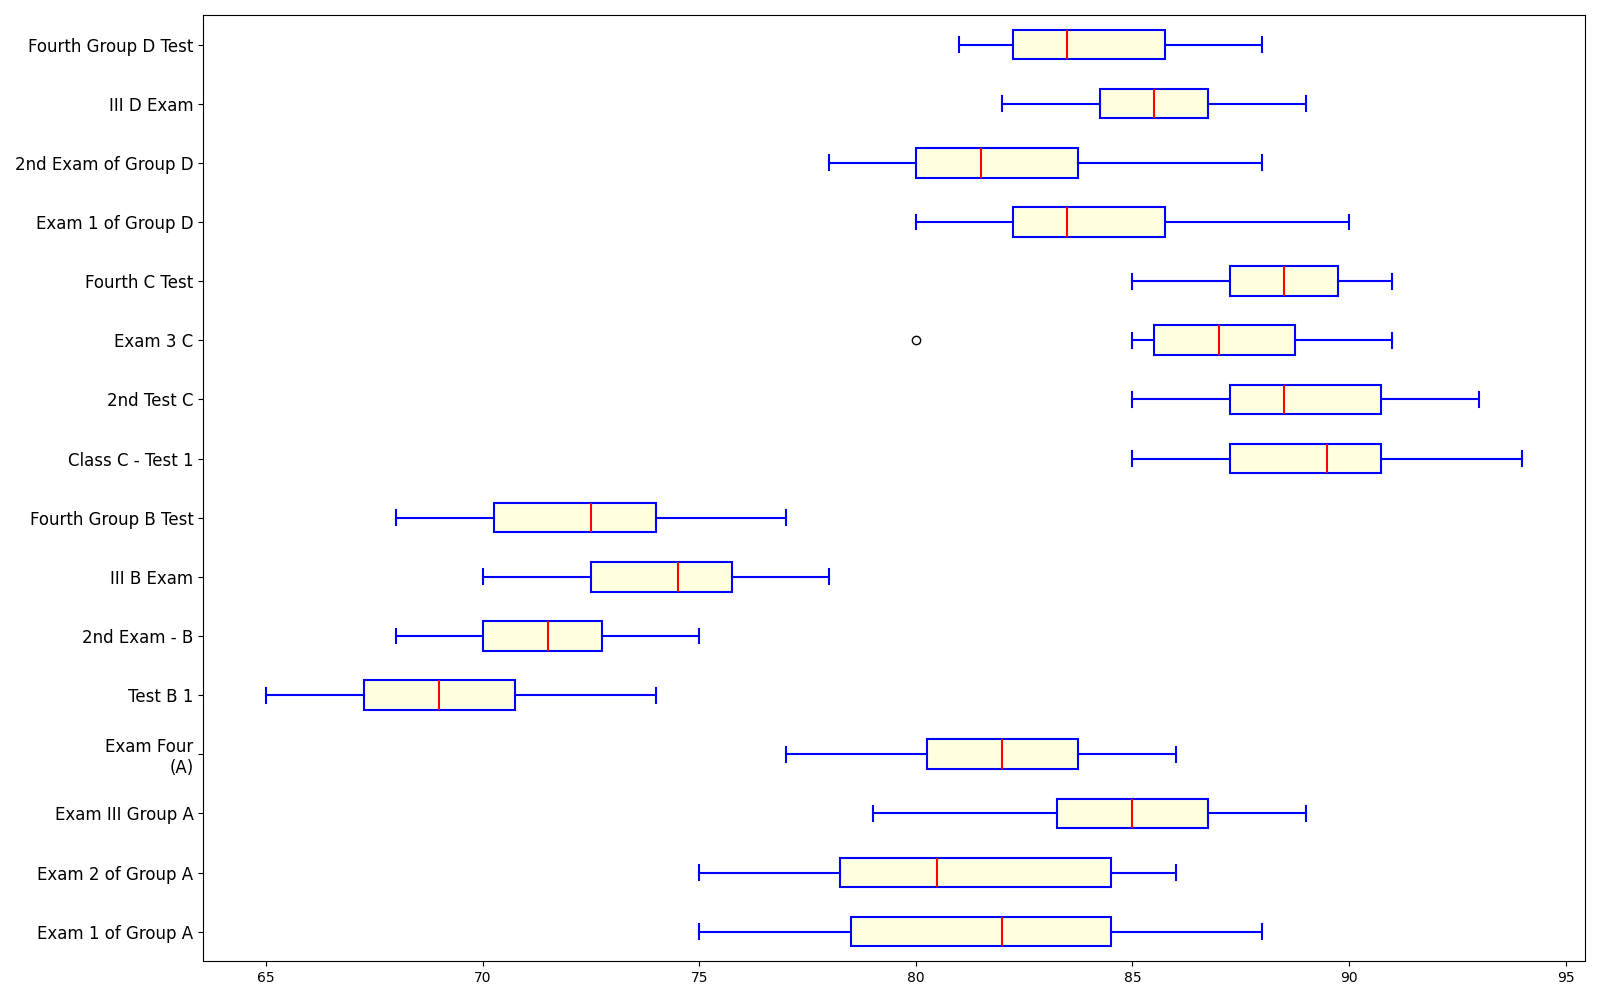 Fourth Group D Test
III D Exam
2nd Exam of Group D
Exam 1 of Group D
Fourth C Test
Exam 3 C
2nd Test C
Class C - Test 1
Fourth Group B Test
III B Exam
2nd Exam - B
Test B 1
Exam Four
(A)
Exam III Group A
Exam 2 of Group A
Exam 1 of Group A
65 70 75 80 85 90 95